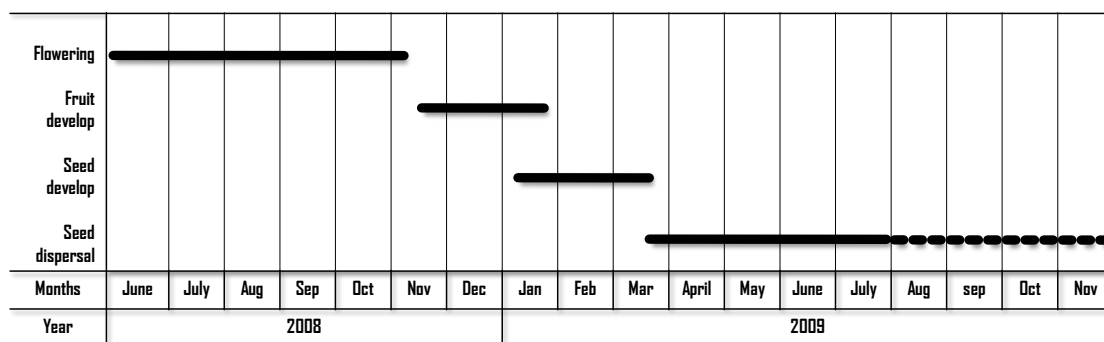 Flowering
Fruit
develop
Seed
develop
Seed
dispersal
Months June July Aug Sep Oct Nov Dec Jan Feb Mar April May June July Aug sep Oct Nov
Year 2008 2009